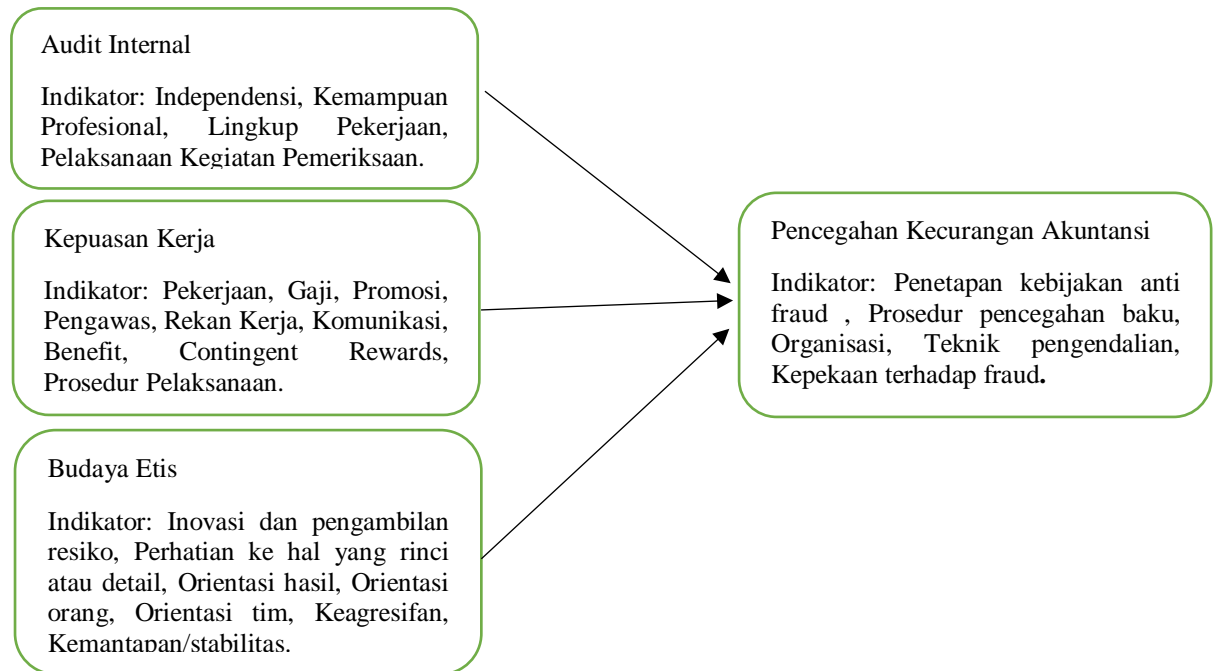 Audit Internal
Indikator: Independensi, Kemampuan
Profesional, Lingkup Pekerjaan,
Pelaksanaan Kegiatan Pemeriksaan.
Kepuasan Kerja
Indikator: Pekerjaan, Gaji, Promosi,
Pengawas, Rekan Kerja, Komunikasi,
Benefit, Contingent Rewards,
Prosedur Pelaksanaan.
Budaya Etis
Indikator: Inovasi dan pengambilan
resiko, Perhatian ke hal yang rinci
atau detail, Orientasi hasil, Orientasi
orang, Orientasi tim, Keagresifan,
Kemantapan/stabilitas.
Pencegahan Kecurangan Akuntansi
Indikator: Penetapan kebijakan anti
fraud , Prosedur pencegahan baku,
Organisasi, Teknik pengendalian,
Kepekaan terhadap fraud.